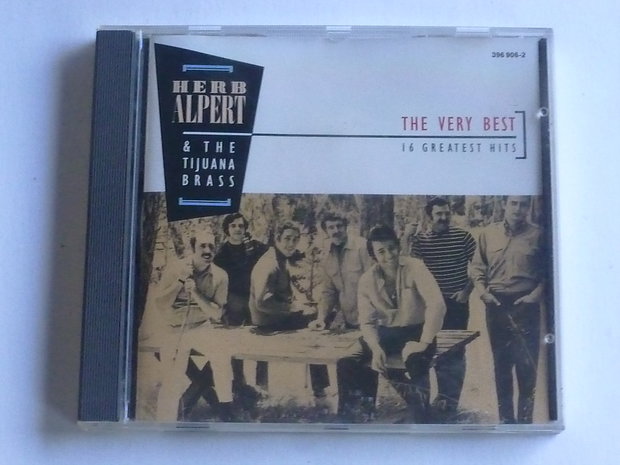 396 906-2
HERB
ALPERT
& THE
TIJUANA
BRASS
THE VERY BEST
16 GREATEST HITS